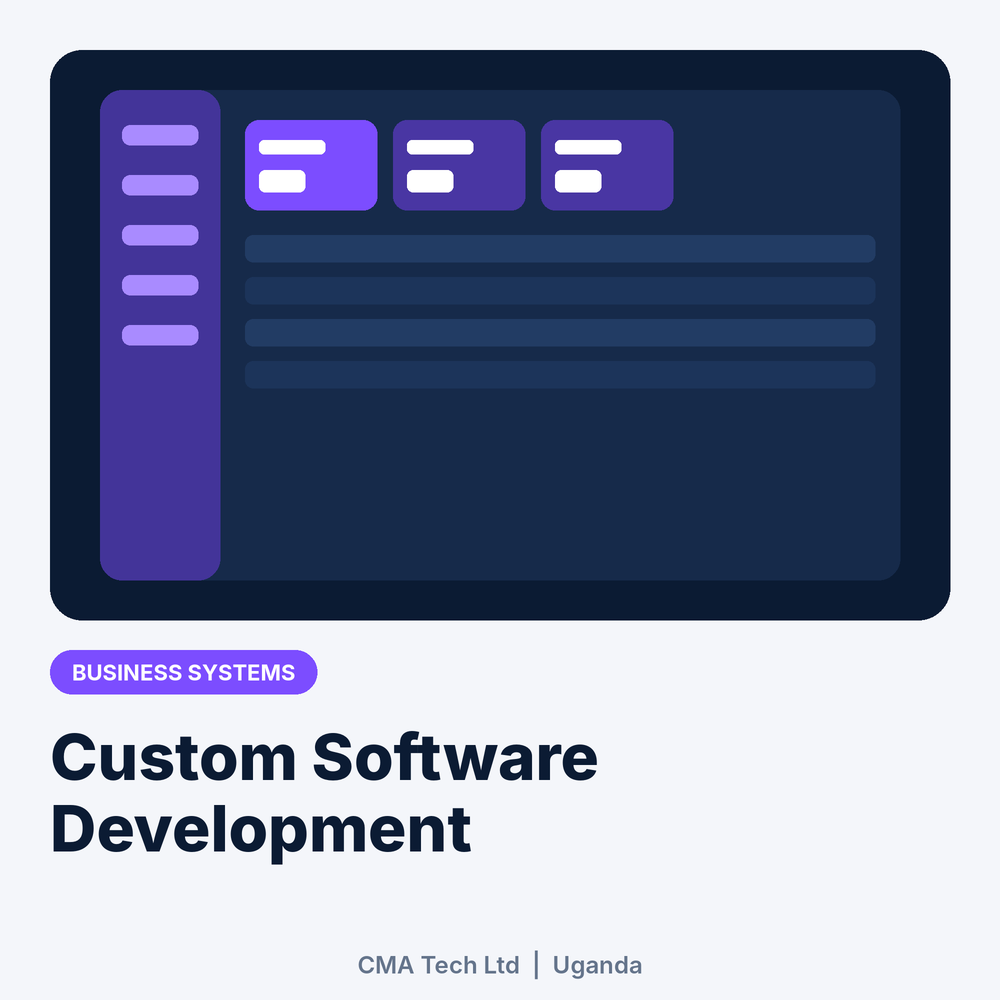 BUSINESS SYSTEMS
Custom Software
Development
CMA Tech Ltd | Uganda